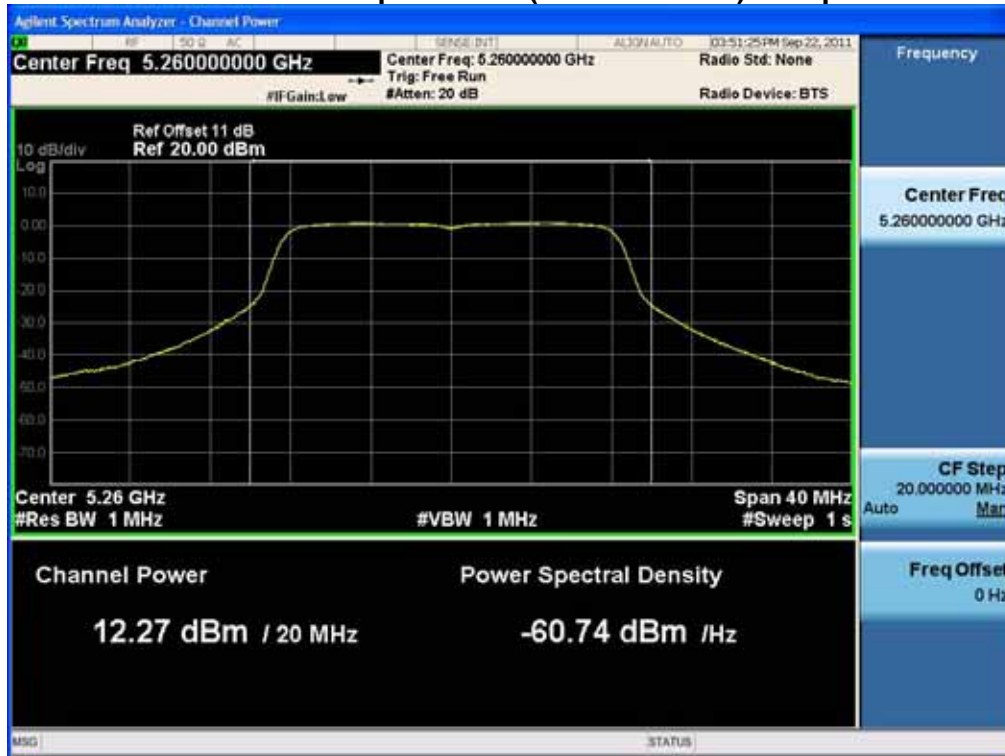 Agilent Spectrum Analyzer - Channel Power
RF 50 Ω AC SENSE:INT ALIGNAUTO 03:51:25 PM Sep 22, 2011
Center Freq 5.260000000 GHz
Center Freq: 5.260000000 GHz
Radio Std: None
Trig: Free Run
#IFGain:Low
#Atten: 20 dB
Radio Device: BTS
Frequency
Ref Offset 11 dB
10 dB/div Ref 20.00 dBm
Log
10.0
0.00
-10.0
-20.0
-30.0
-40.0
-50.0
-60.0
-70.0
Center Freq
5.260000000 GHz
Center 5.26 GHz
Span 40 MHz
#Res BW 1 MHz
#VBW 1 MHz
#Sweep 1 s
CF Step
20.000000 MHz
Auto Man
Channel Power
Power Spectral Density
12.27 dBm / 20 MHz
-60.74 dBm /Hz
Freq Offset
0 Hz
MSG
STATUS